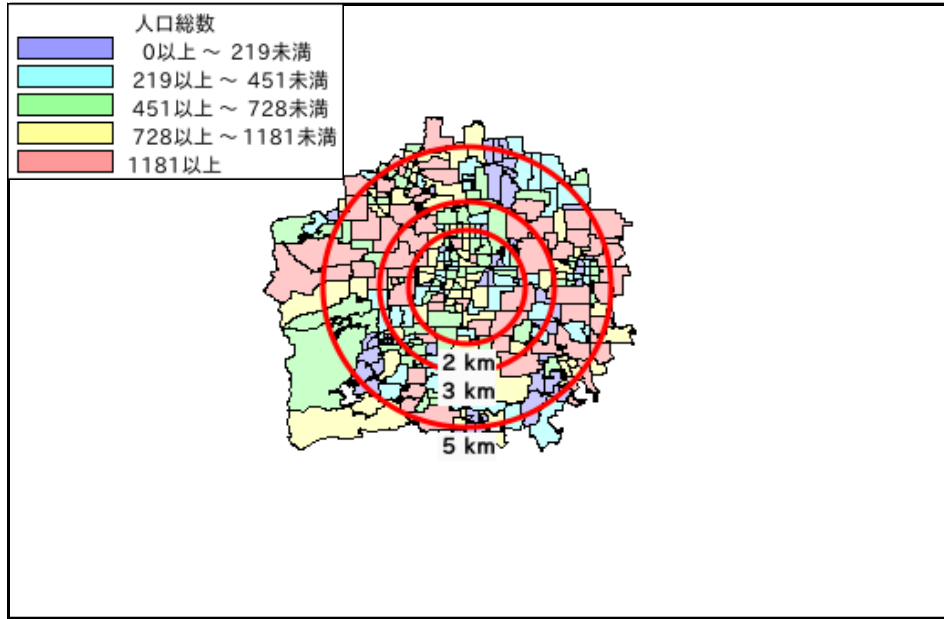 人口総数
0以上 ～ 219未満
219以上 ～ 451未満
451以上 ～ 728未満
728以上 ～ 1181未満
1181以上
2 km
3 km
5 km